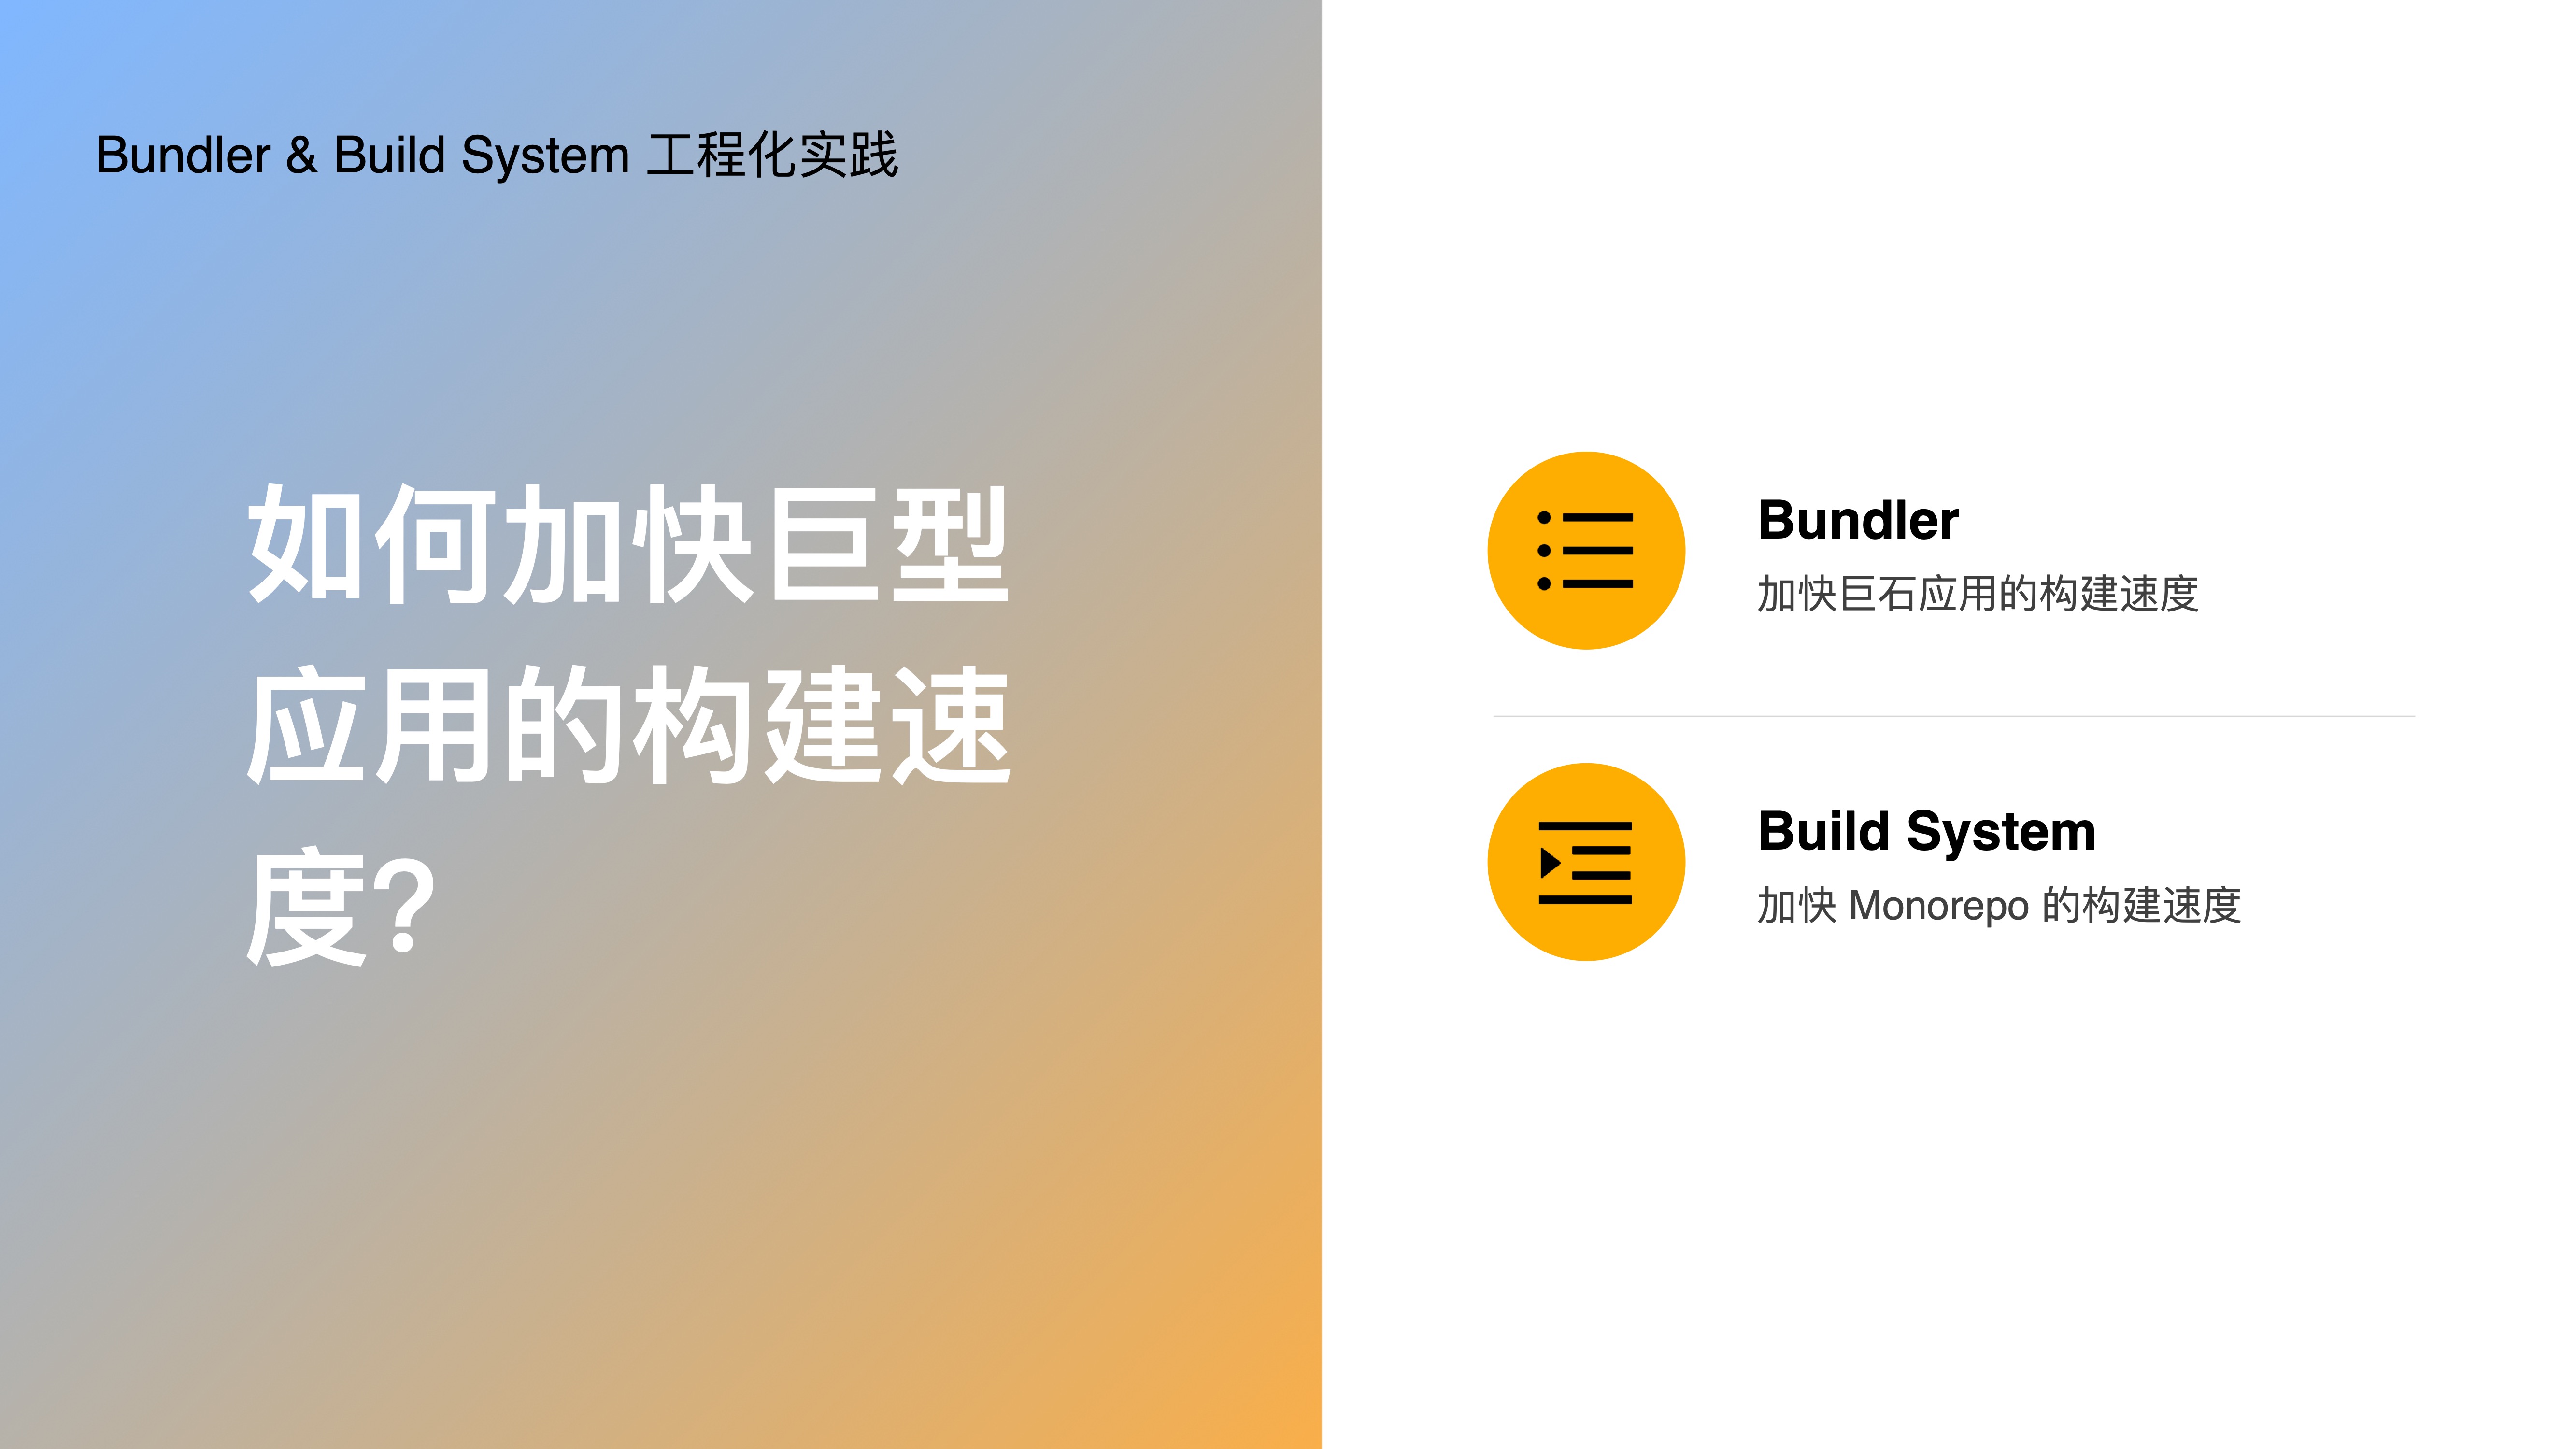 Bundler & Build System 工程化实践
如何加快巨型
应用的构建速
度?
Bundler
加快巨石应用的构建速度
Build System
加快 Monorepo 的构建速度